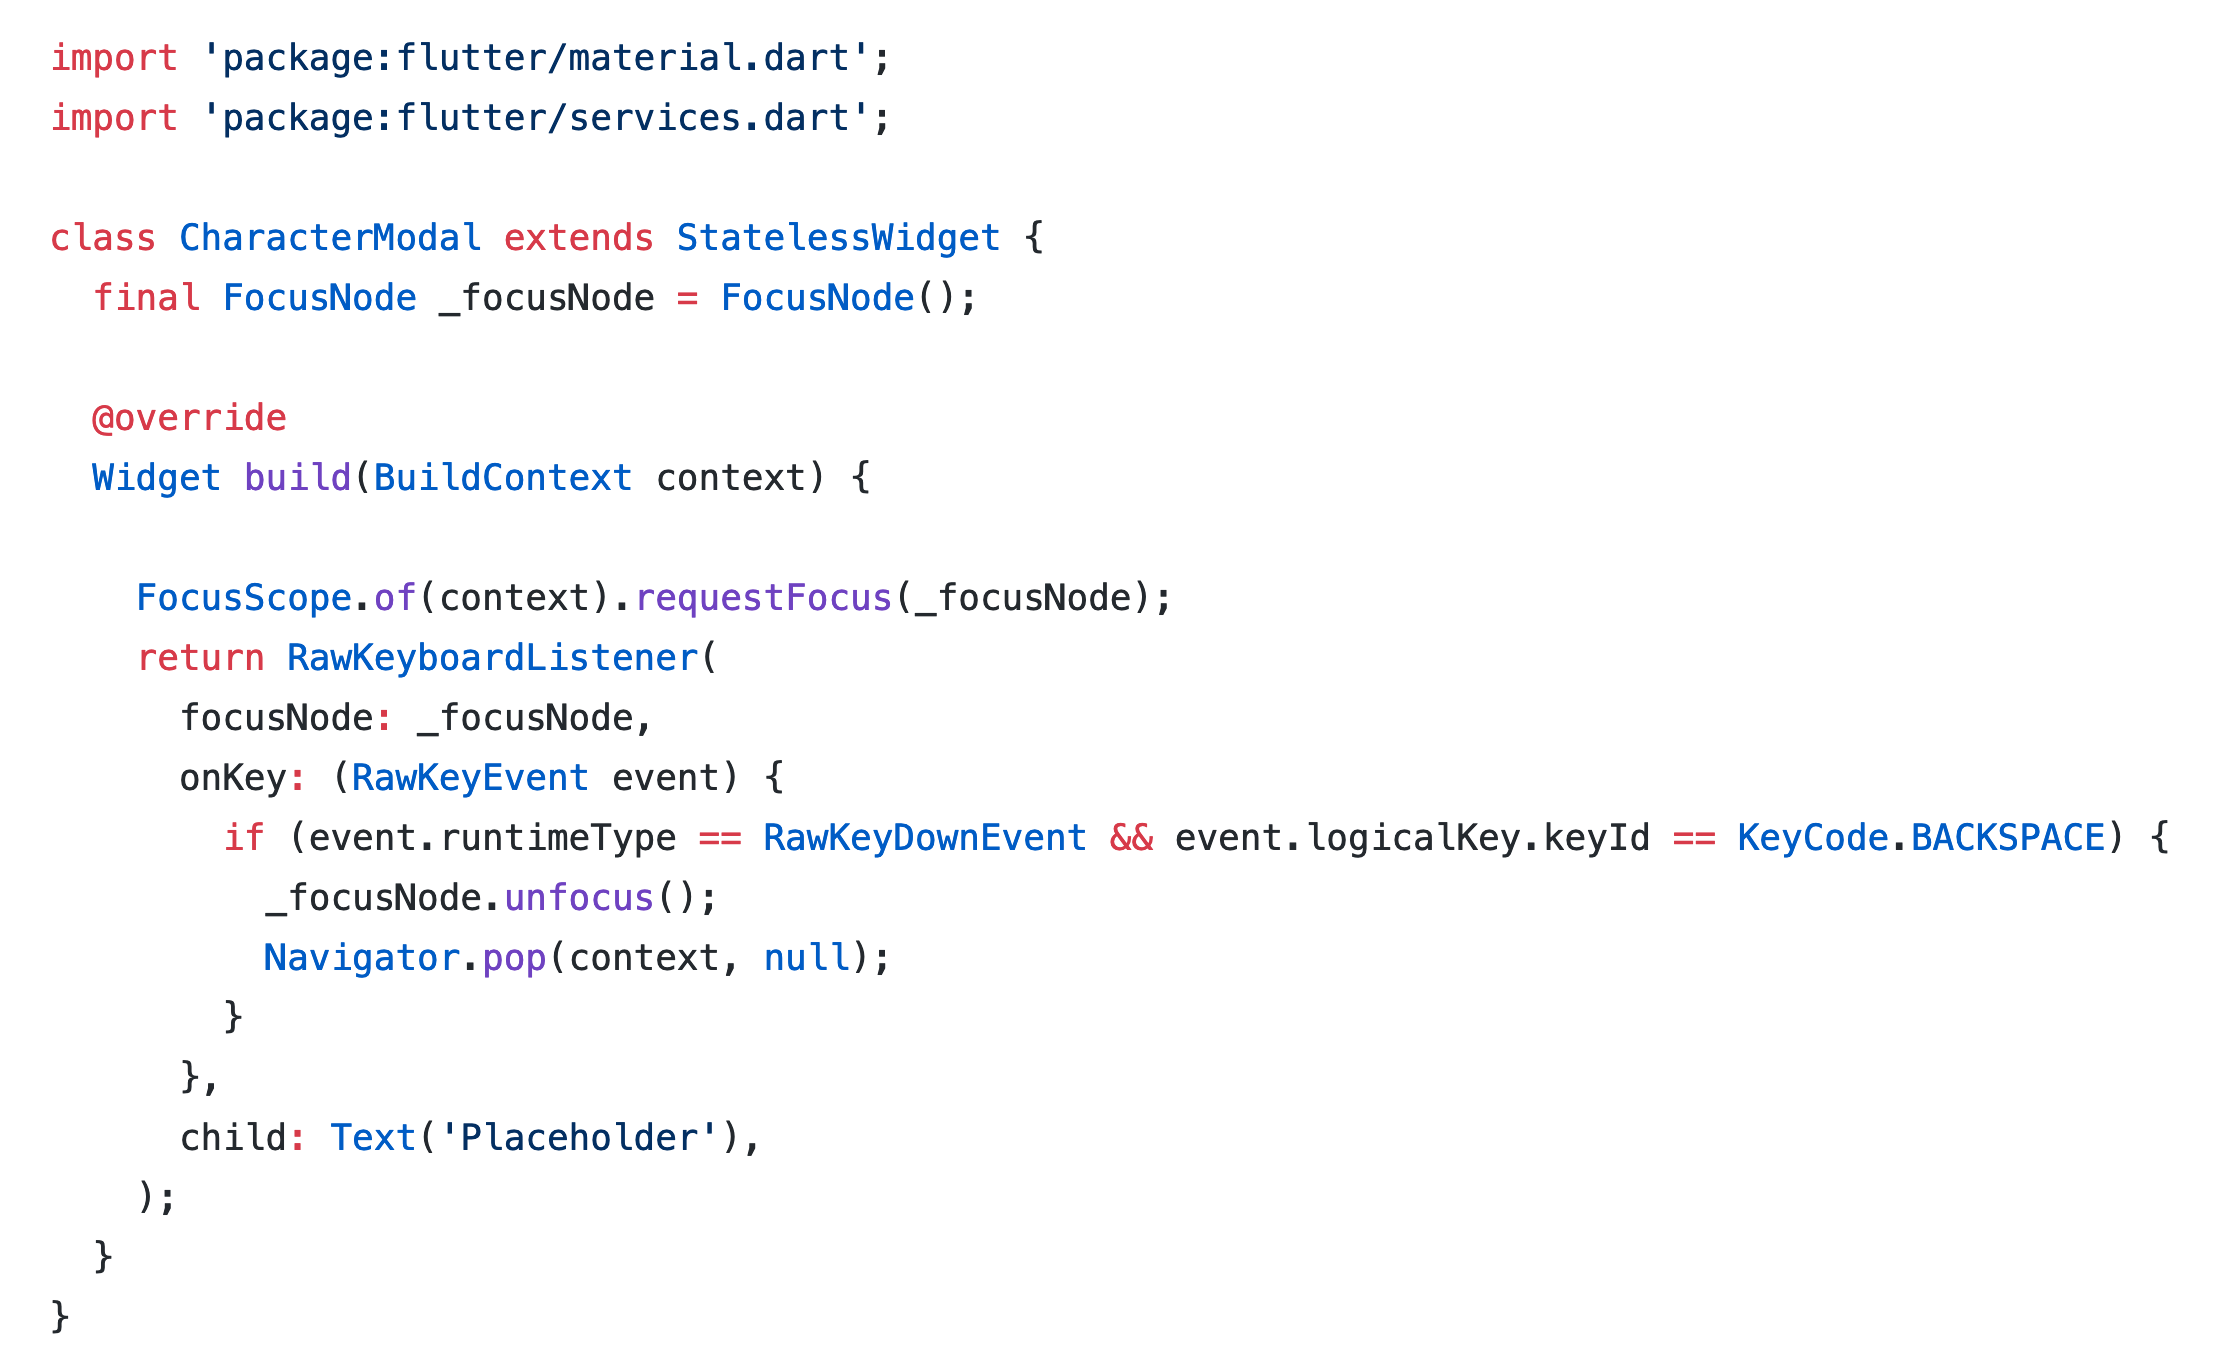 import 'package:flutter/material.dart';
import 'package:flutter/services.dart';

class CharacterModal extends StatelessWidget {
  final FocusNode _focusNode = FocusNode();

  @override
  Widget build(BuildContext context) {

    FocusScope.of(context).requestFocus(_focusNode);
    return RawKeyboardListener(
      focusNode: _focusNode,
      onKey: (RawKeyEvent event) {
        if (event.runtimeType == RawKeyDownEvent && event.logicalKey.keyId == KeyCode.BACKSPACE) {
          _focusNode.unfocus();
          Navigator.pop(context, null);
        }
      },
      child: Text('Placeholder'),
    );
  }
}